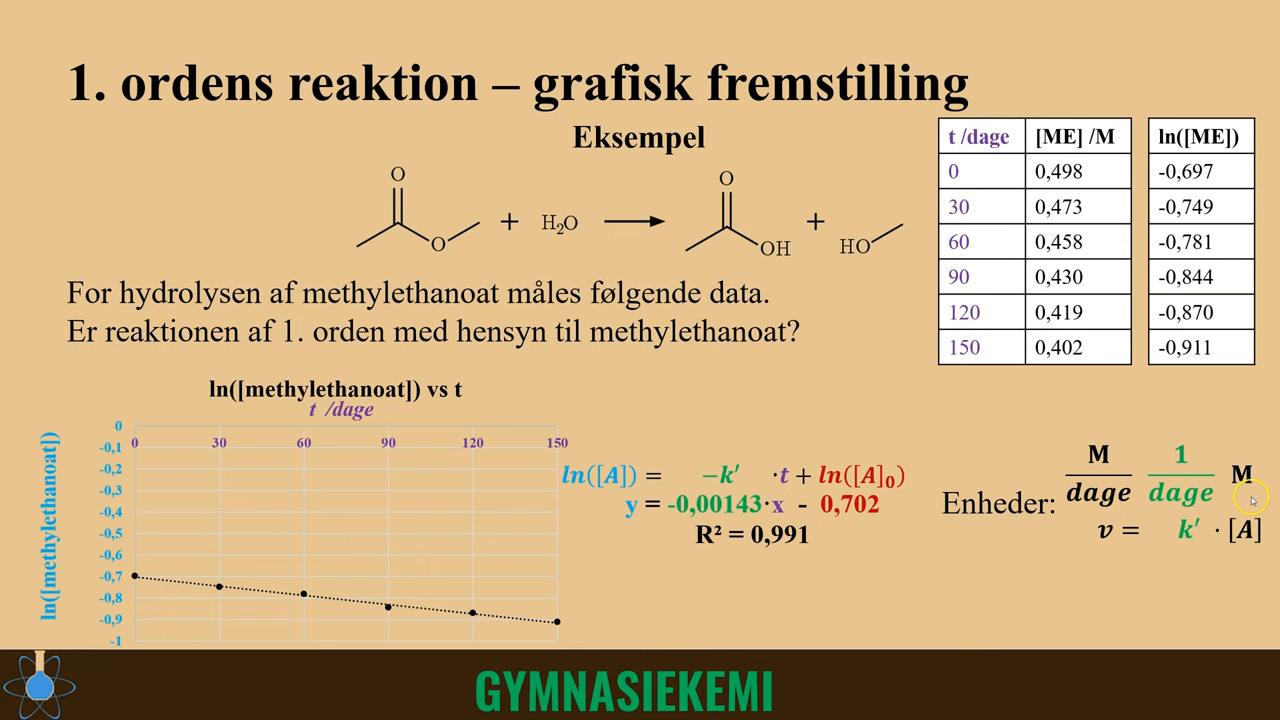 1. ordens reaktion – grafisk fremstilling
Eksempel
O
O
+
H₂O
O
OH
+
HO
For hydrolysen af methylethanoat måles følgende data.
Er reaktionen af 1. orden med hensyn til methylethanoat?
t /dage [ME] /M ln([ME])
0 0,498 -0,697
30 0,473 -0,749
60 0,458 -0,781
90 0,430 -0,844
120 0,419 -0,870
150 0,402 -0,911
ln([methylethanoat]) vs t
t /dage
ln([methylethanoat])
0
-0,1
-0,2
-0,3
-0,4
-0,5
-0,6
-0,7
-0,8
-0,9
-1
0 30 60 90 120 150
ln([A]) = −k′ ·t + ln([A]₀)
y = -0,00143·x - 0,702
R² = 0,991
Enheder: M/dage 1/dage M
v = k′ · [A]
GYMNASIEKEMI